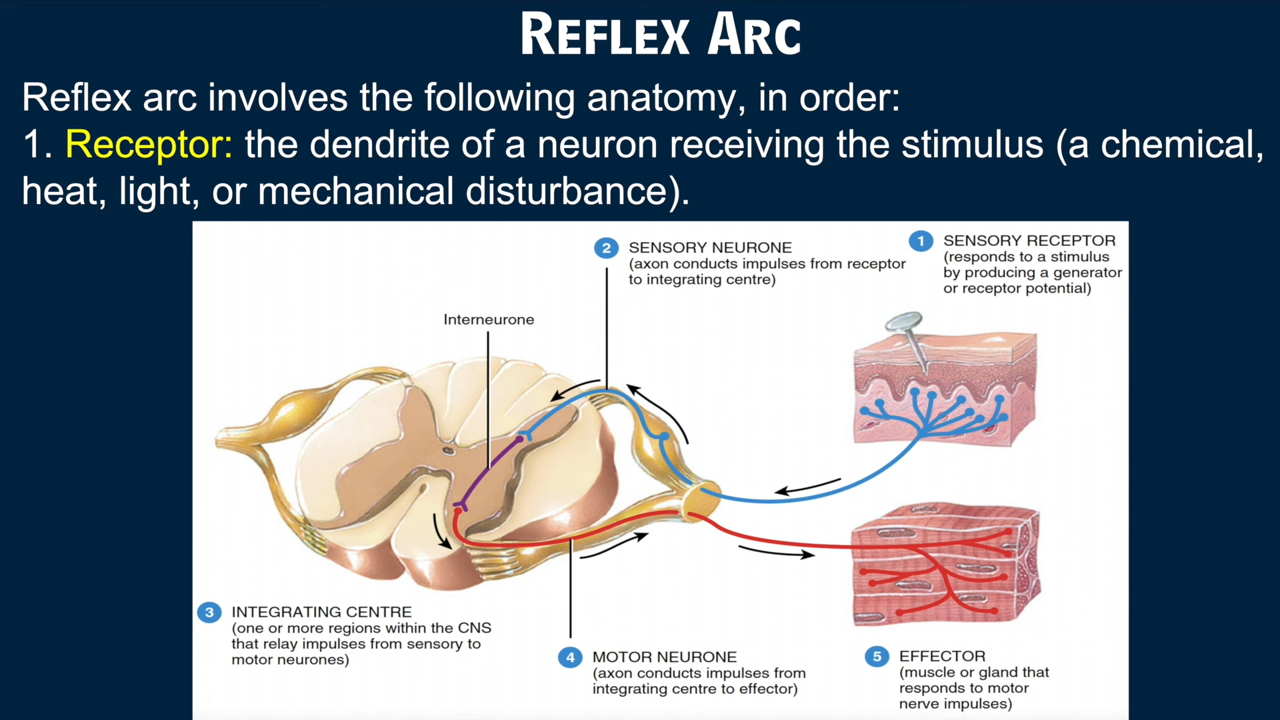 REFLEX ARC
Reflex arc involves the following anatomy, in order:
1. Receptor: the dendrite of a neuron receiving the stimulus (a chemical,
heat, light, or mechanical disturbance).
2 SENSORY NEURONE
(axon conducts impulses from receptor
to integrating centre)
1 SENSORY RECEPTOR
(responds to a stimulus
by producing a generator
or receptor potential)
Interneurone
3 INTEGRATING CENTRE
(one or more regions within the CNS
that relay impulses from sensory to
motor neurones)
4 MOTOR NEURONE
(axon conducts impulses from
integrating centre to effector)
5 EFFECTOR
(muscle or gland that
responds to motor
nerve impulses)